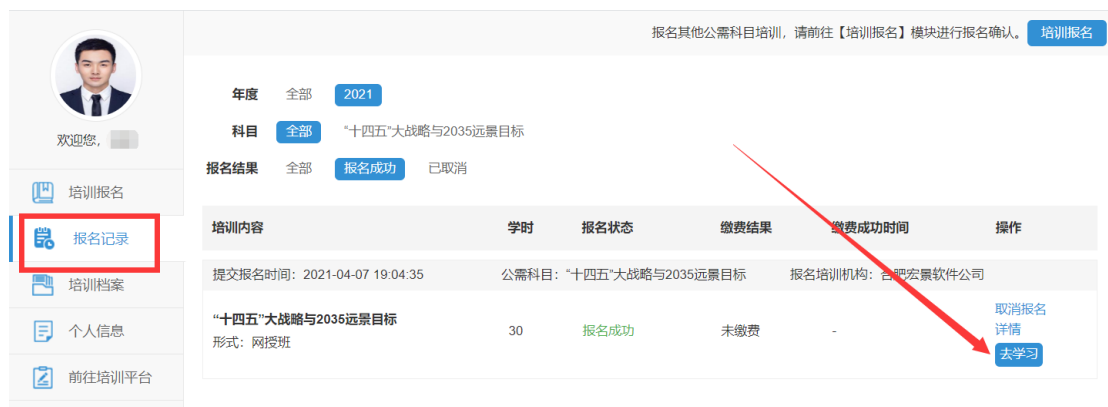 报名其他公需科目培训，请前往【培训报名】模块进行报名确认。 培训报名
欢迎您，
培训报名
报名记录
培训档案
个人信息
前往培训平台
年度 全部 2021
科目 全部 “十四五”大战略与2035远景目标
报名结果 全部 报名成功 已取消
培训内容 学时 报名状态 缴费结果 缴费成功时间 操作
提交报名时间：2021-04-07 19:04:35 公需科目：“十四五”大战略与2035远景目标 报名培训机构：合肥宏景软件公司
“十四五”大战略与2035远景目标
形式：网授班
30 报名成功 未缴费 -
取消报名
详情
去学习